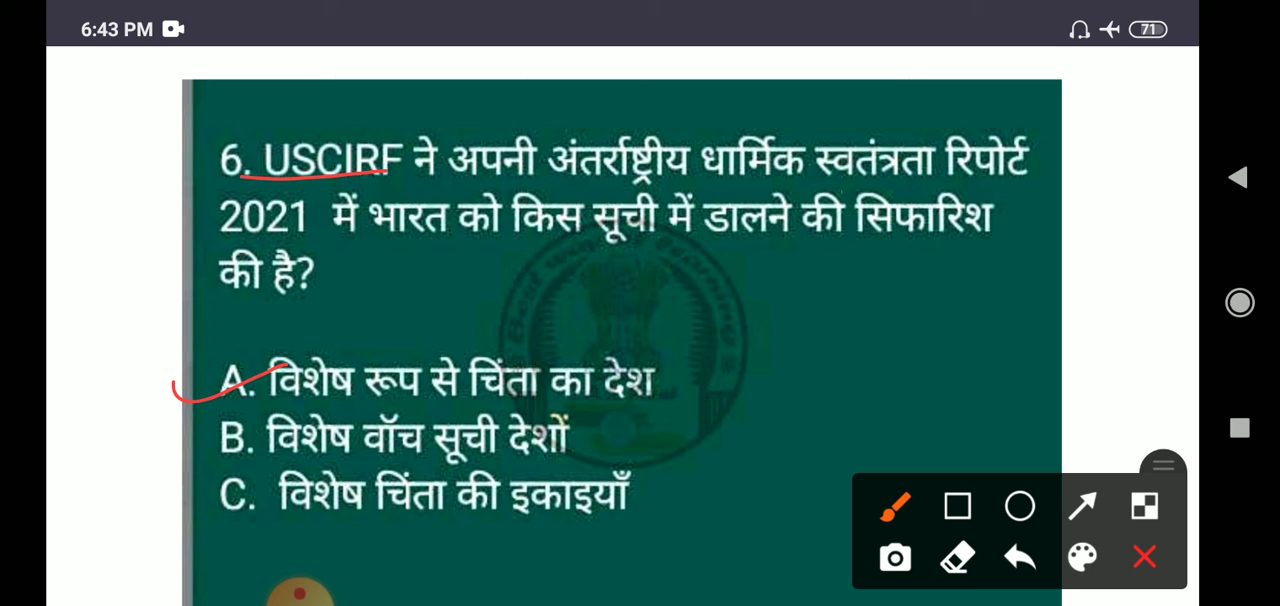 6:43 PM
71
6. USCIRF ने अपनी अंतर्राष्ट्रीय धार्मिक स्वतंत्रता रिपोर्ट
2021 में भारत को किस सूची में डालने की सिफारिश
की है?
A. विशेष रूप से चिंता का देश
B. विशेष वॉच सूची देशों
C. विशेष चिंता की इकाइयाँ